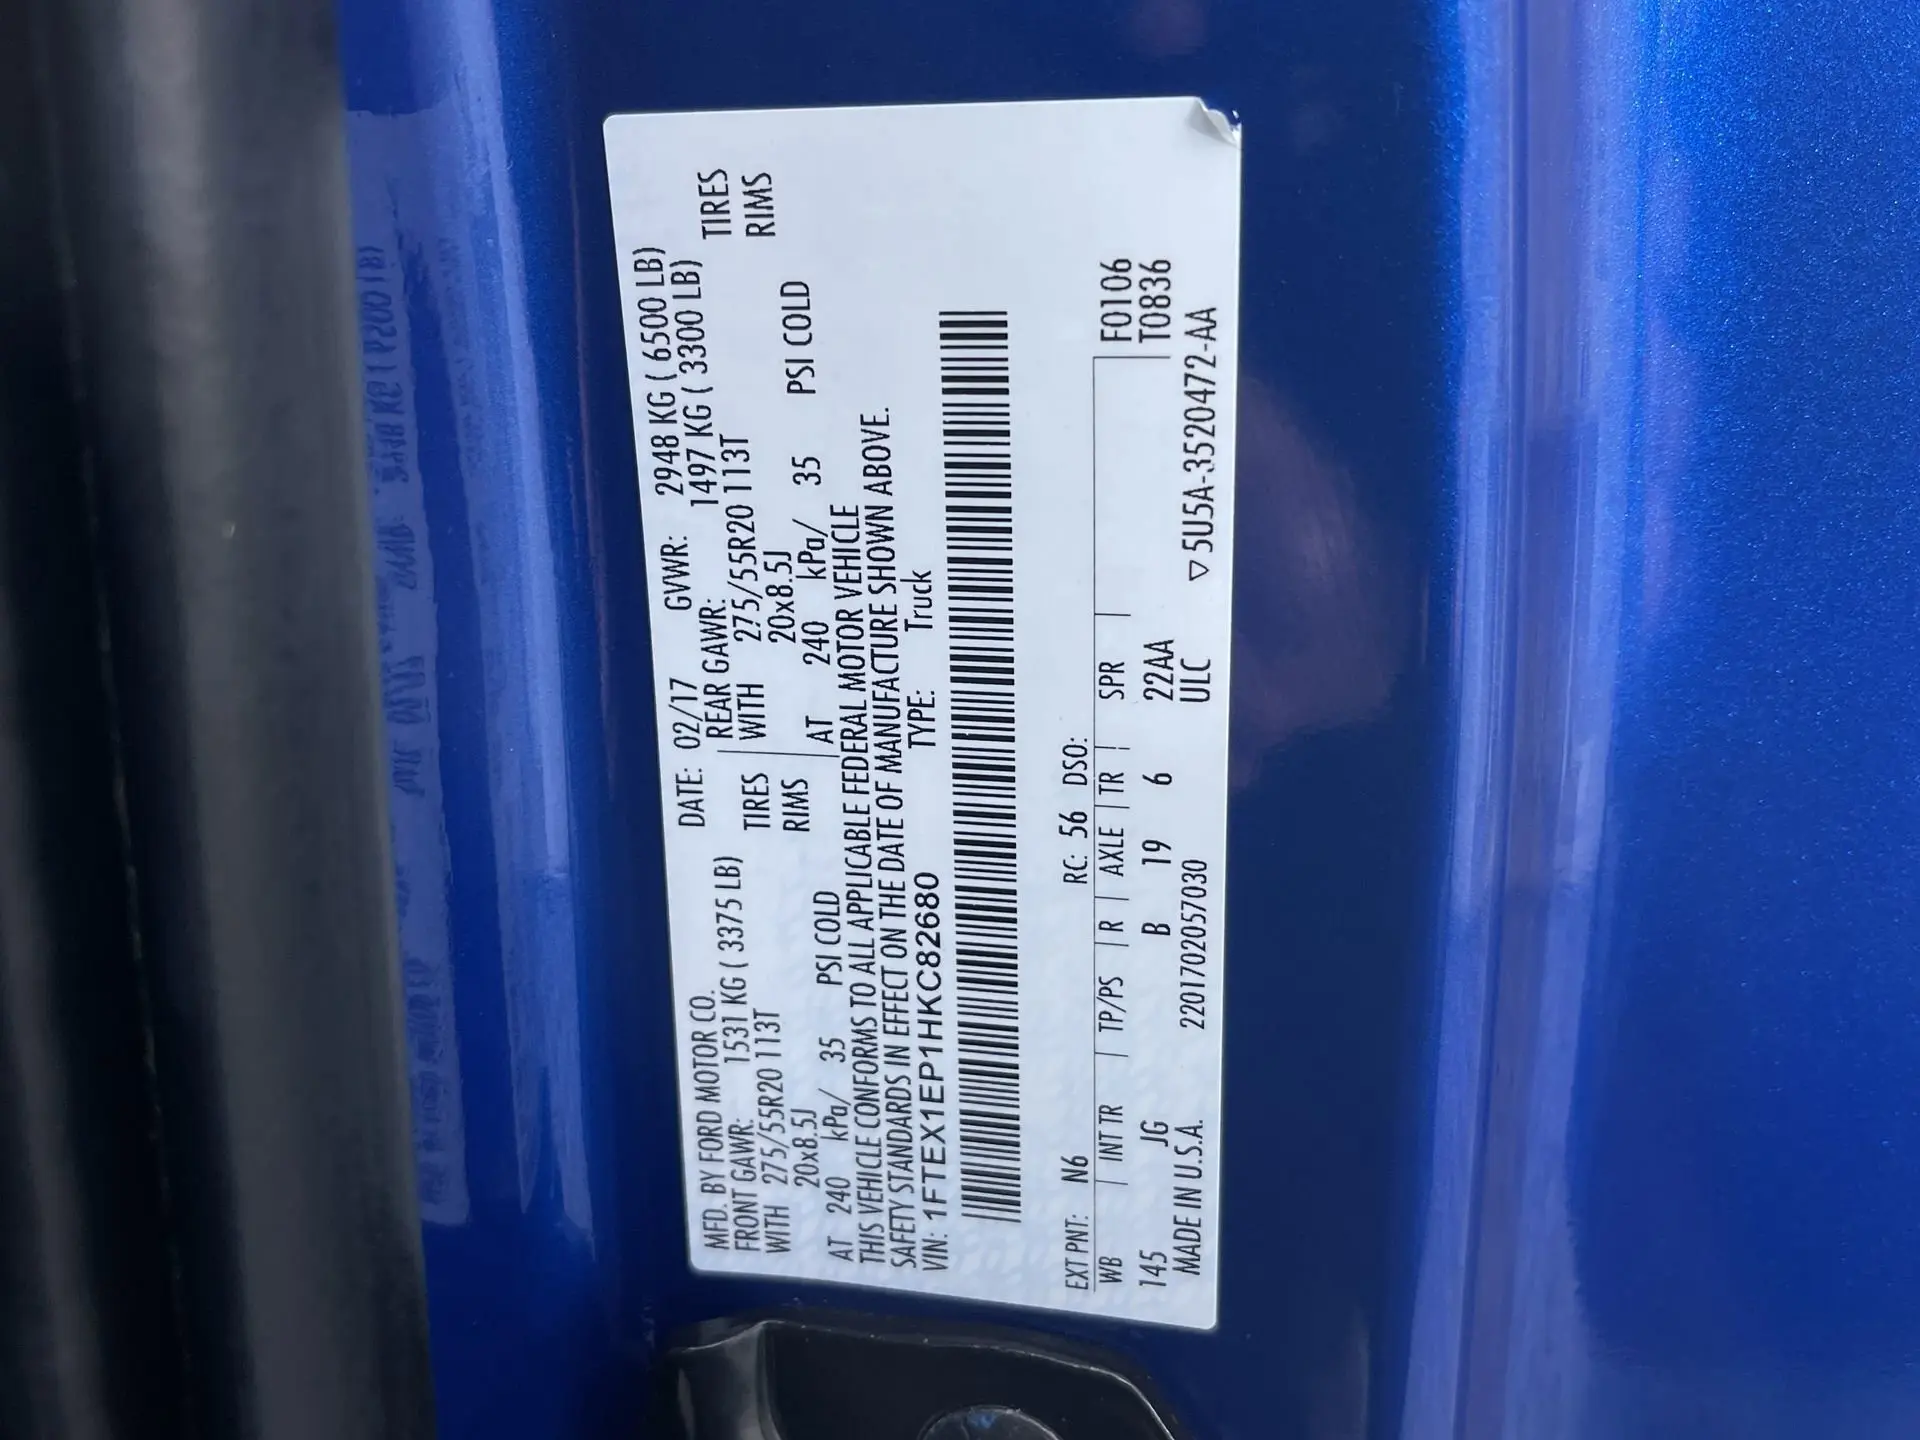 MFD. BY FORD MOTOR CO. DATE: 02/17 GVWR: 2948 KG ( 6500 LB)
FRONT GAWR: 1531 KG ( 3375 LB) REAR GAWR: 1497 KG ( 3300 LB)
WITH 275/55R20 113T TIRES WITH 275/55R20 113T TIRES
20x8.5J RIMS 20x8.5J RIMS
AT 240 kPa/ 35 PSI COLD AT 240 kPa/ 35 PSI COLD
THIS VEHICLE CONFORMS TO ALL APPLICABLE FEDERAL MOTOR VEHICLE
SAFETY STANDARDS IN EFFECT ON THE DATE OF MANUFACTURE SHOWN ABOVE.
VIN: 1FTEX1EP1HKC82680 TYPE: Truck
EXT PNT: N6 RC: 56 DSO:
WB INT TR TP/PS R AXLE TR SPR F0106
145 JG B 19 6 22AA T0836
MADE IN U.S.A. 2201702057030 ULC ▽ 5U5A-3520472-AA